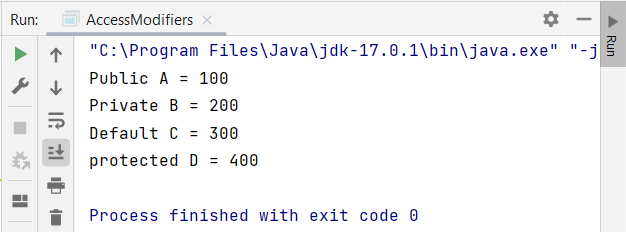 Run: AccessModifiers
"C:\Program Files\Java\jdk-17.0.1\bin\java.exe" "-j
Public A = 100
Private B = 200
Default C = 300
protected D = 400
Process finished with exit code 0
Run